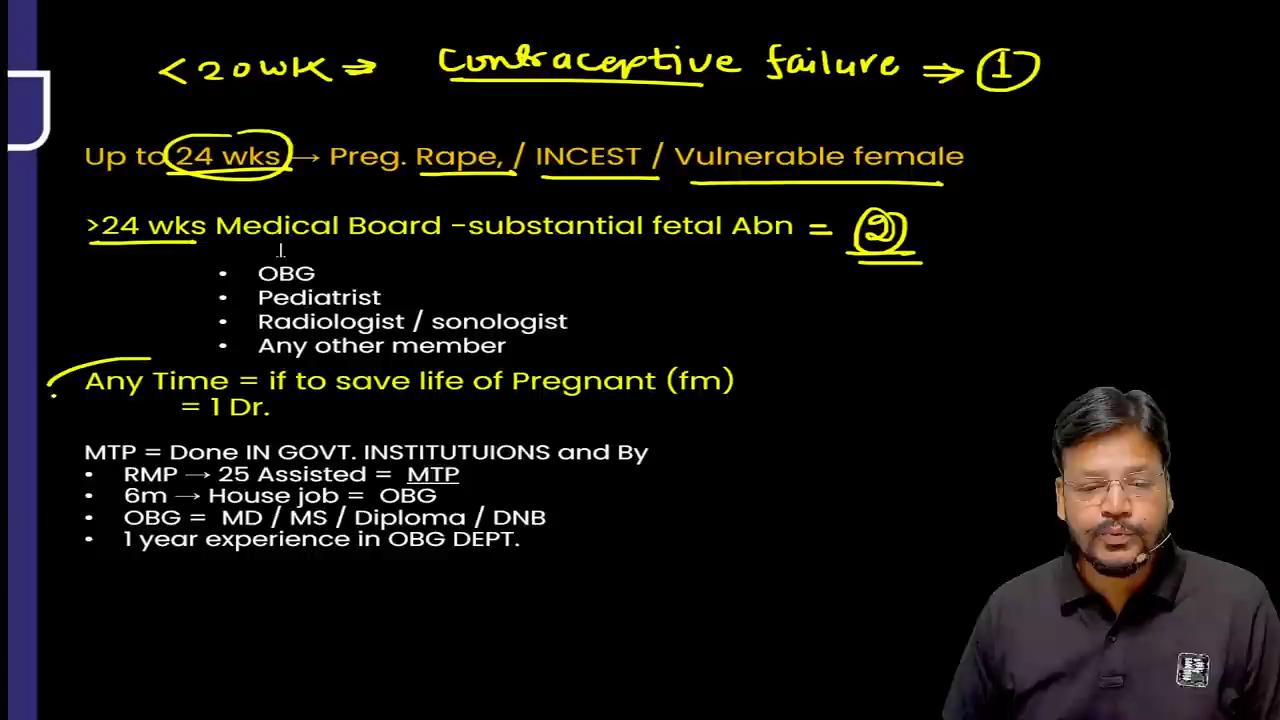 <20 WK ⇒ Contraceptive failure ⇒ ①
Up to 24 wks → Preg. Rape, / INCEST / Vulnerable female
>24 wks Medical Board -substantial fetal Abn = ②
• OBG
• Pediatrist
• Radiologist / sonologist
• Any other member
Any Time = if to save life of Pregnant (fm)
= 1 Dr.
MTP = Done IN GOVT. INSTITUTUIONS and By
• RMP → 25 Assisted = MTP
• 6m → House job = OBG
• OBG = MD / MS / Diploma / DNB
• 1 year experience in OBG DEPT.